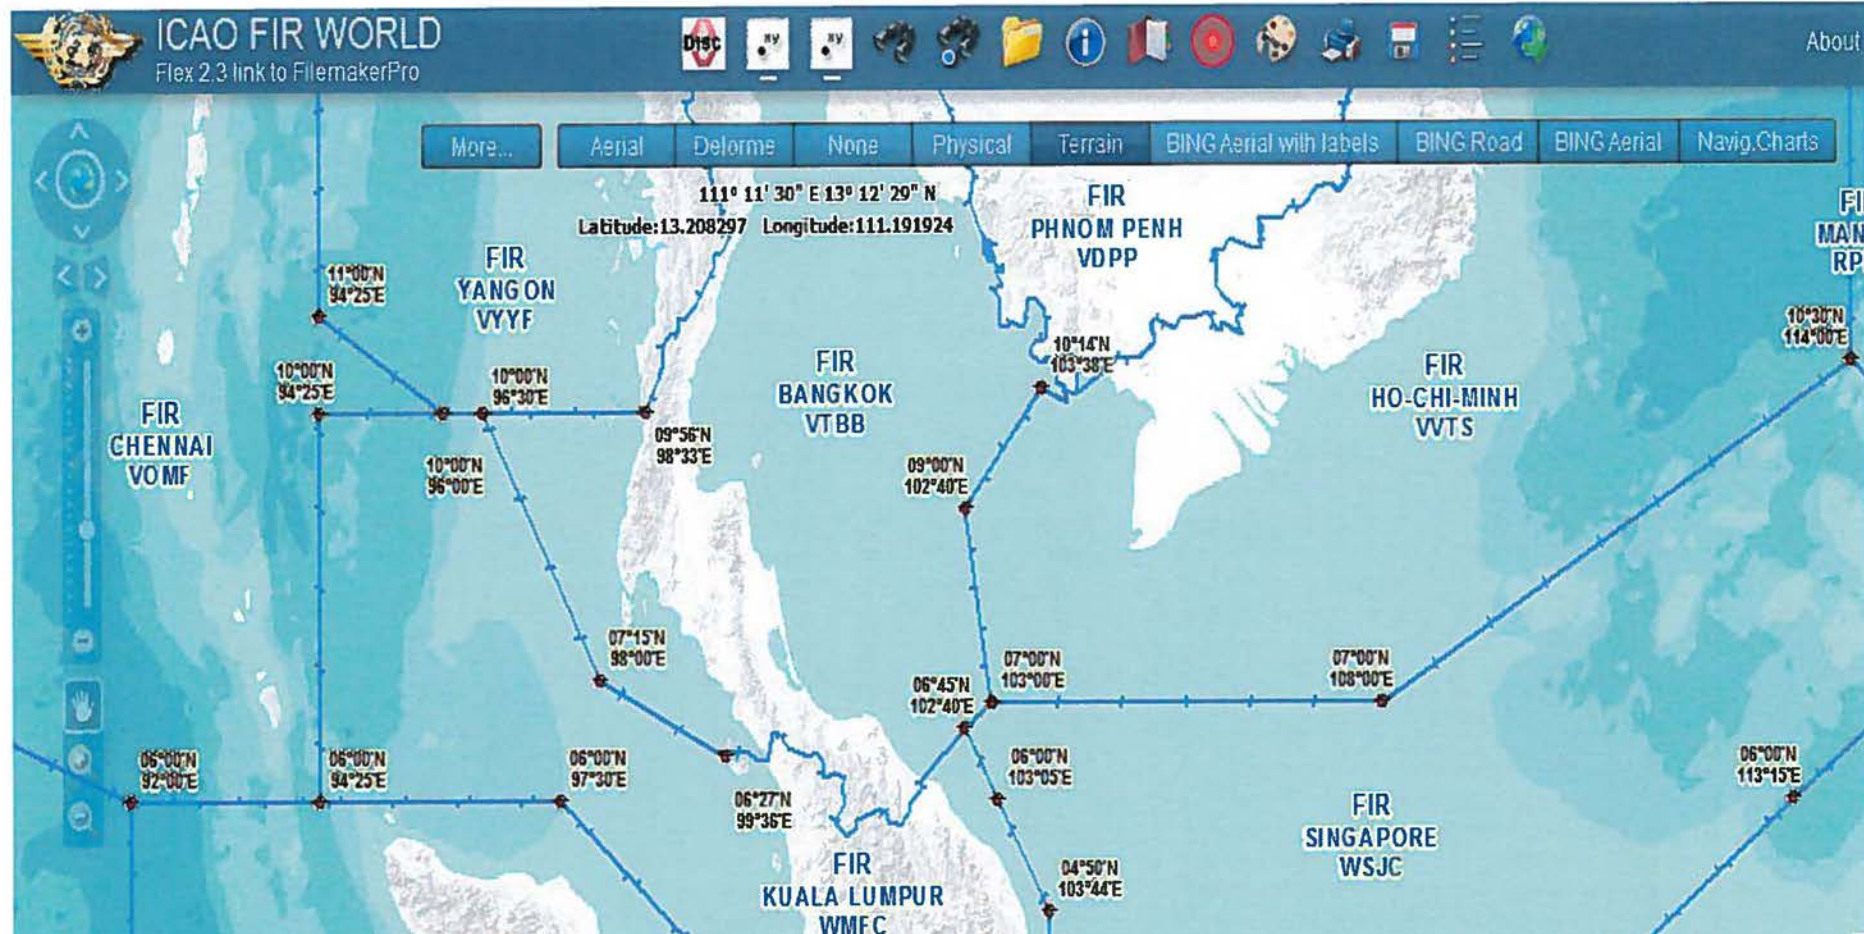 ICAO FIR WORLD
Flex 2.3 link to FilemakerPro
Disc
xy
xy
About
More...
Aerial
Delorme
None
Physical
Terrain
BING Aerial with labels
BING Road
BING Aerial
Navig.Charts
111° 11' 30" E 13° 12' 29" N
Latitude:13.208297 Longitude:111.191924
FIR
PHNOM PENH
VDPP
FI
MAN
RP
FIR
YANGON
VYYF
11°00'N
94°25'E
10°30'N
114°00'E
10°14'N
103°38'E
10°00'N
94°25'E
10°00'N
96°30'E
FIR
BANGKOK
VTBB
FIR
HO-CHI-MINH
VVTS
FIR
CHENNAI
VOMF
09°56'N
98°33'E
10°00'N
96°00'E
09°00'N
102°40'E
07°15'N
98°00'E
07°00'N
103°00'E
07°00'N
108°00'E
06°45'N
102°40'E
06°00'N
92°00'E
06°00'N
94°25'E
06°00'N
97°30'E
06°00'N
103°05'E
06°00'N
113°15'E
06°27'N
99°36'E
FIR
SINGAPORE
WSJC
FIR
KUALA LUMPUR
WMFC
04°50'N
103°44'E